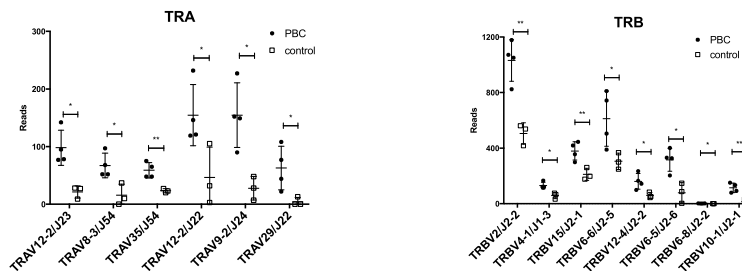 TRA
TRB
300
200
100
0
Reads
PBC
control
*
*
**
*
*
*
TRAV12-2/J23
TRAV8-3/J54
TRAV35/J54
TRAV12-2/J22
TRAV9-2/J24
TRAV29/J22
1200
800
400
0
Reads
PBC
control
**
*
**
*
*
*
*
**
TRBV2/J2-2
TRBV4-1/J1-3
TRBV15/J2-1
TRBV6-6/J2-5
TRBV12-4/J2-2
TRBV6-5/J2-6
TRBV6-8/J2-2
TRBV10-1/J2-1